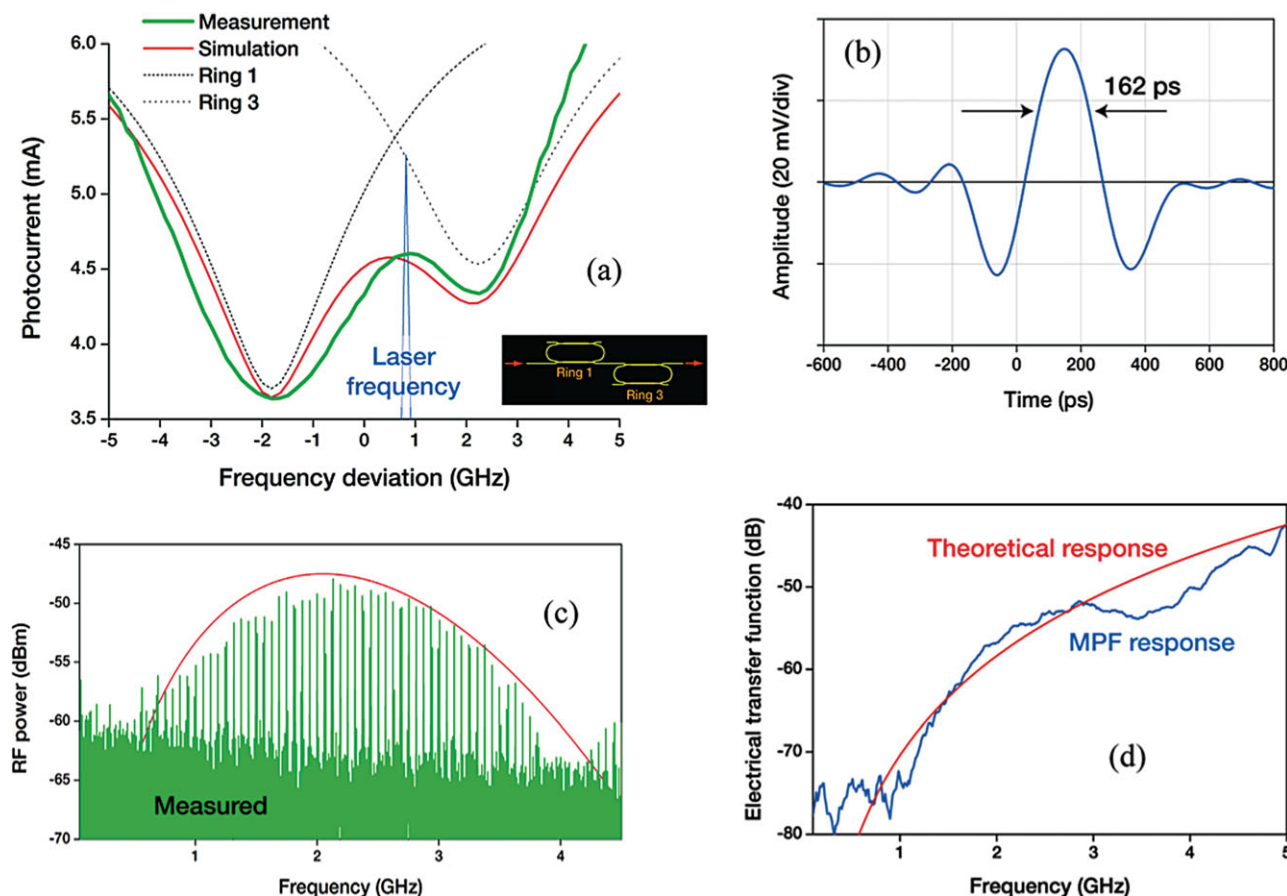 Measurement
Simulation
Ring 1
Ring 3
6.0
5.5
5.0
4.5
4.0
3.5
Photocurrent (mA)
(a)
Laser
frequency
Ring 1
Ring 3
-5 -4 -3 -2 -1 0 1 2 3 4 5
Frequency deviation (GHz)
(b)
162 ps
Amplitude (20 mV/div)
-600 -400 -200 0 200 400 600 800
Time (ps)
-45
-50
-55
-60
-65
-70
RF power (dBm)
(c)
Measured
1 2 3 4
Frequency (GHz)
-40
-50
-60
-70
-80
Electrical transfer function (dB)
Theoretical response
MPF response
(d)
1 2 3 4 5
Frequency (GHz)